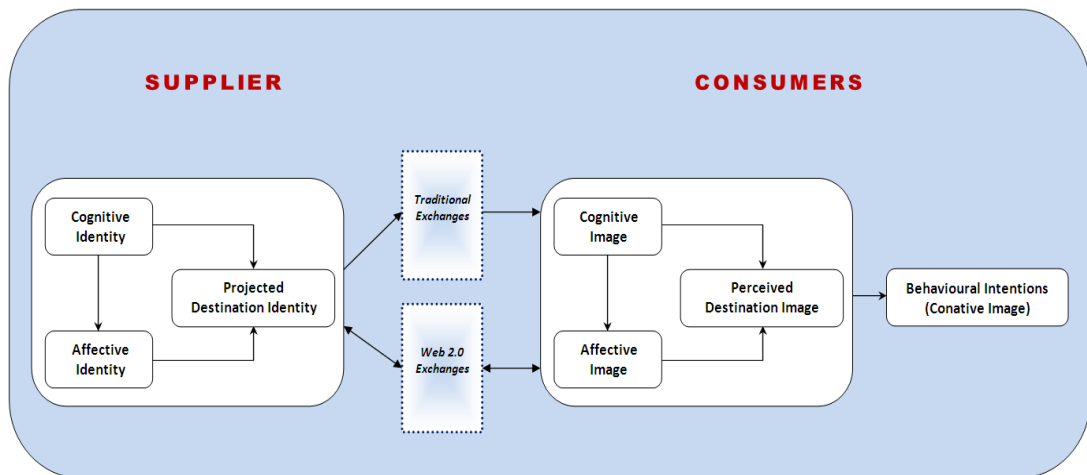 SUPPLIER
CONSUMERS
Cognitive
Identity
Projected
Destination Identity
Affective
Identity
Traditional
Exchanges
Web 2.0
Exchanges
Cognitive
Image
Perceived
Destination Image
Affective
Image
Behavioural Intentions
(Conative Image)